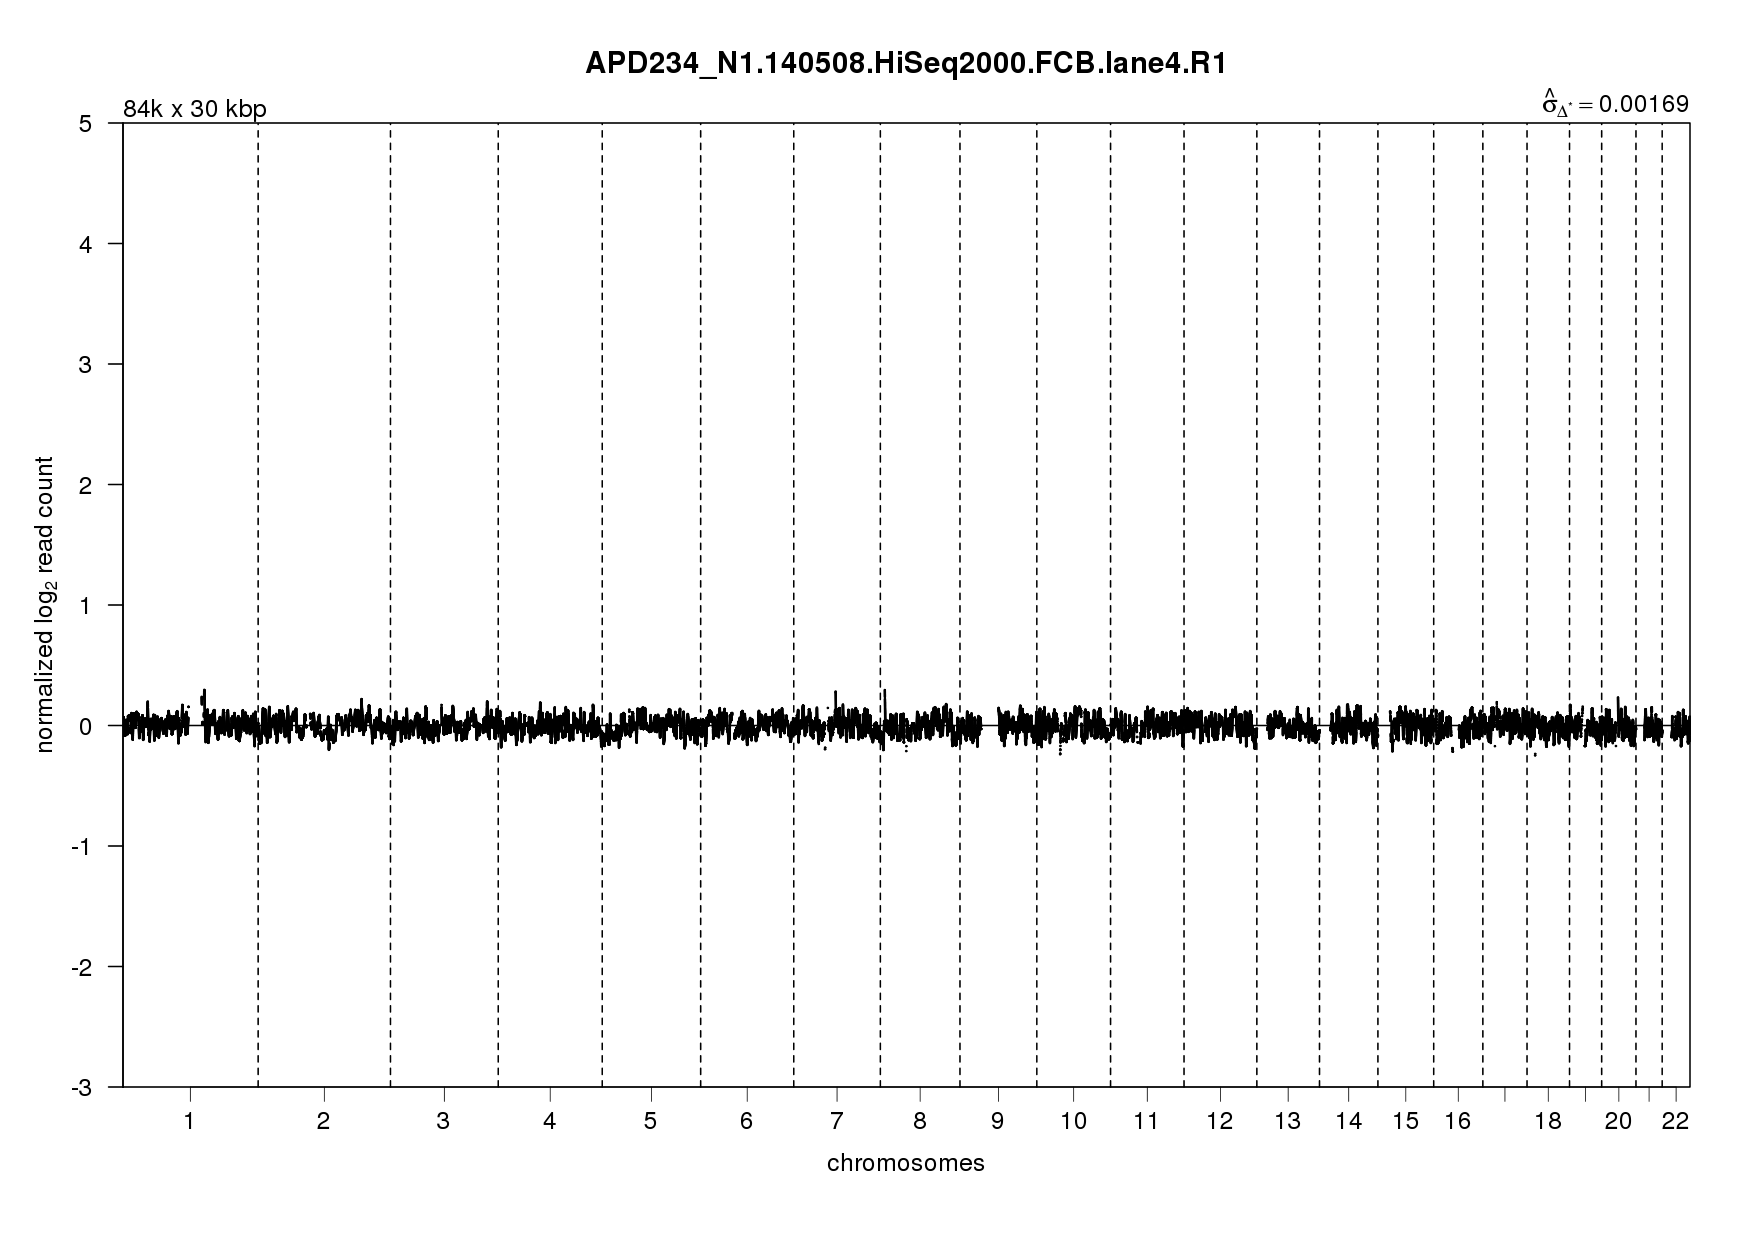 APD234_N1.140508.HiSeq2000.FCB.lane4.R1
84k x 30 kbp
σ̂Δ* = 0.00169
5
4
3
2
1
0
-1
-2
-3
normalized log₂ read count
1 2 3 4 5 6 7 8 9 10 11 12 13 14 15 16 18 20 22
chromosomes